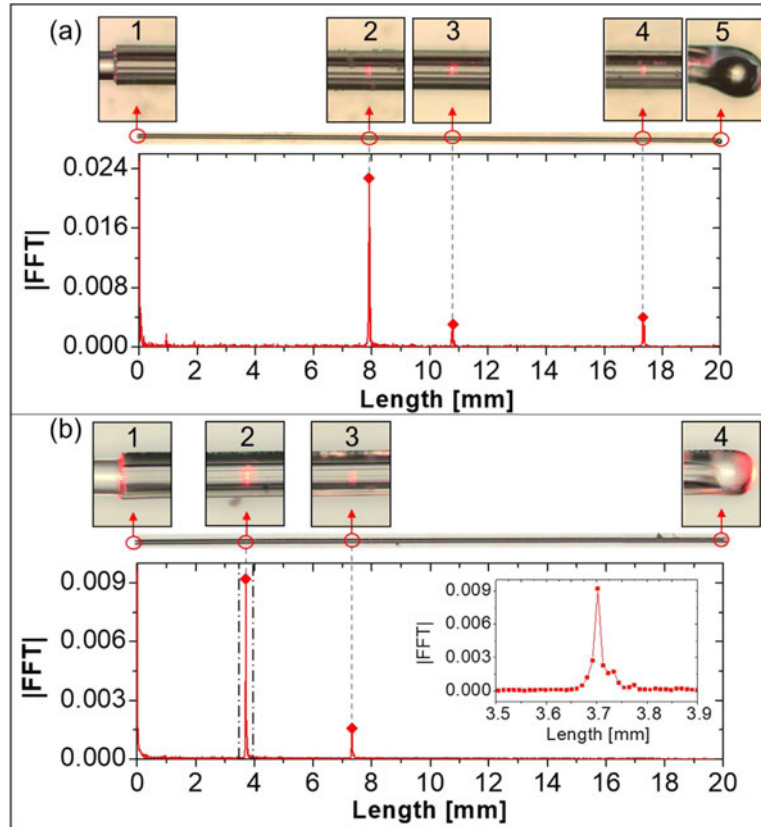 (a)
1 2 3 4 5
0.024
0.016
0.008
0.000
|FFT|
0 2 4 6 8 10 12 14 16 18 20
Length [mm]
(b)
1 2 3 4
0.009
0.006
0.003
0.000
|FFT|
0 2 4 6 8 10 12 14 16 18 20
Length [mm]
0.009
0.006
0.003
0.000
|FFT|
3.5 3.6 3.7 3.8 3.9
Length [mm]